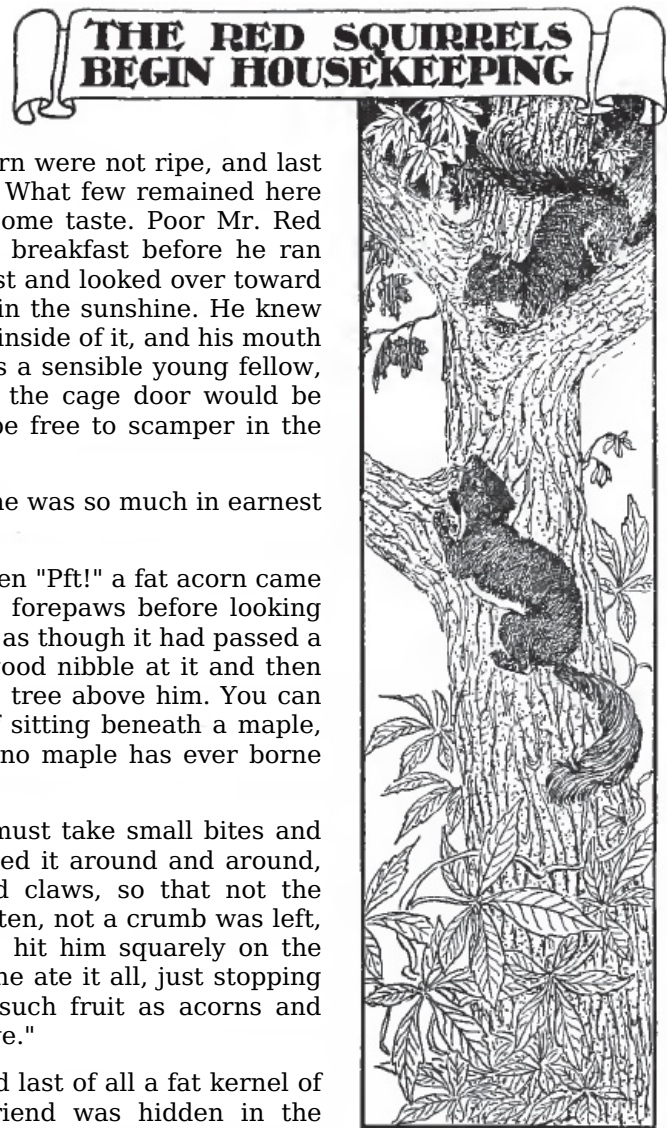 THE RED SQUIRRELS
BEGIN HOUSEKEEPING
rn were not ripe, and last
What few remained here
ome taste. Poor Mr. Red
breakfast before he ran
st and looked over toward
in the sunshine. He knew
inside of it, and his mouth
s a sensible young fellow,
the cage door would be
be free to scamper in the
he was so much in earnest
en "Pft!" a fat acorn came
forepaws before looking
as though it had passed a
good nibble at it and then
tree above him. You can
f sitting beneath a maple,
no maple has ever borne
must take small bites and
ed it around and around,
d claws, so that not the
ten, not a crumb was left,
hit him squarely on the
he ate it all, just stopping
such fruit as acorns and
ve."
d last of all a fat kernel of
riend was hidden in the